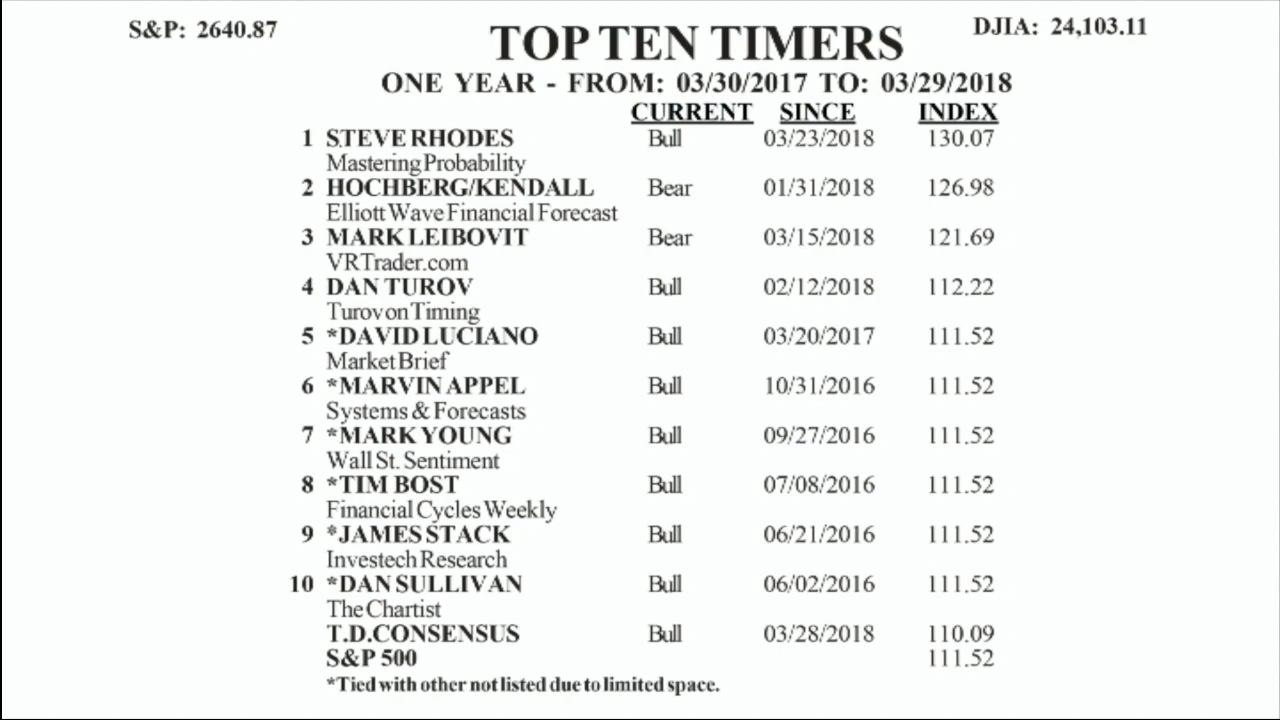 S&P: 2640.87 TOP TEN TIMERS DJIA: 24,103.11
ONE YEAR - FROM: 03/30/2017 TO: 03/29/2018
CURRENT SINCE INDEX
1 STEVE RHODES Bull 03/23/2018 130.07
Mastering Probability
2 HOCHBERG/KENDALL Bear 01/31/2018 126.98
Elliott Wave Financial Forecast
3 MARK LEIBOVIT Bear 03/15/2018 121.69
VRTrader.com
4 DAN TUROV Bull 02/12/2018 112.22
Turov on Timing
5 *DAVID LUCIANO Bull 03/20/2017 111.52
Market Brief
6 *MARVIN APPEL Bull 10/31/2016 111.52
Systems & Forecasts
7 *MARK YOUNG Bull 09/27/2016 111.52
Wall St. Sentiment
8 *TIM BOST Bull 07/08/2016 111.52
Financial Cycles Weekly
9 *JAMES STACK Bull 06/21/2016 111.52
Investech Research
10 *DAN SULLIVAN Bull 06/02/2016 111.52
The Chartist
T.D.CONSENSUS Bull 03/28/2018 110.09
S&P 500 111.52
*Tied with other not listed due to limited space.